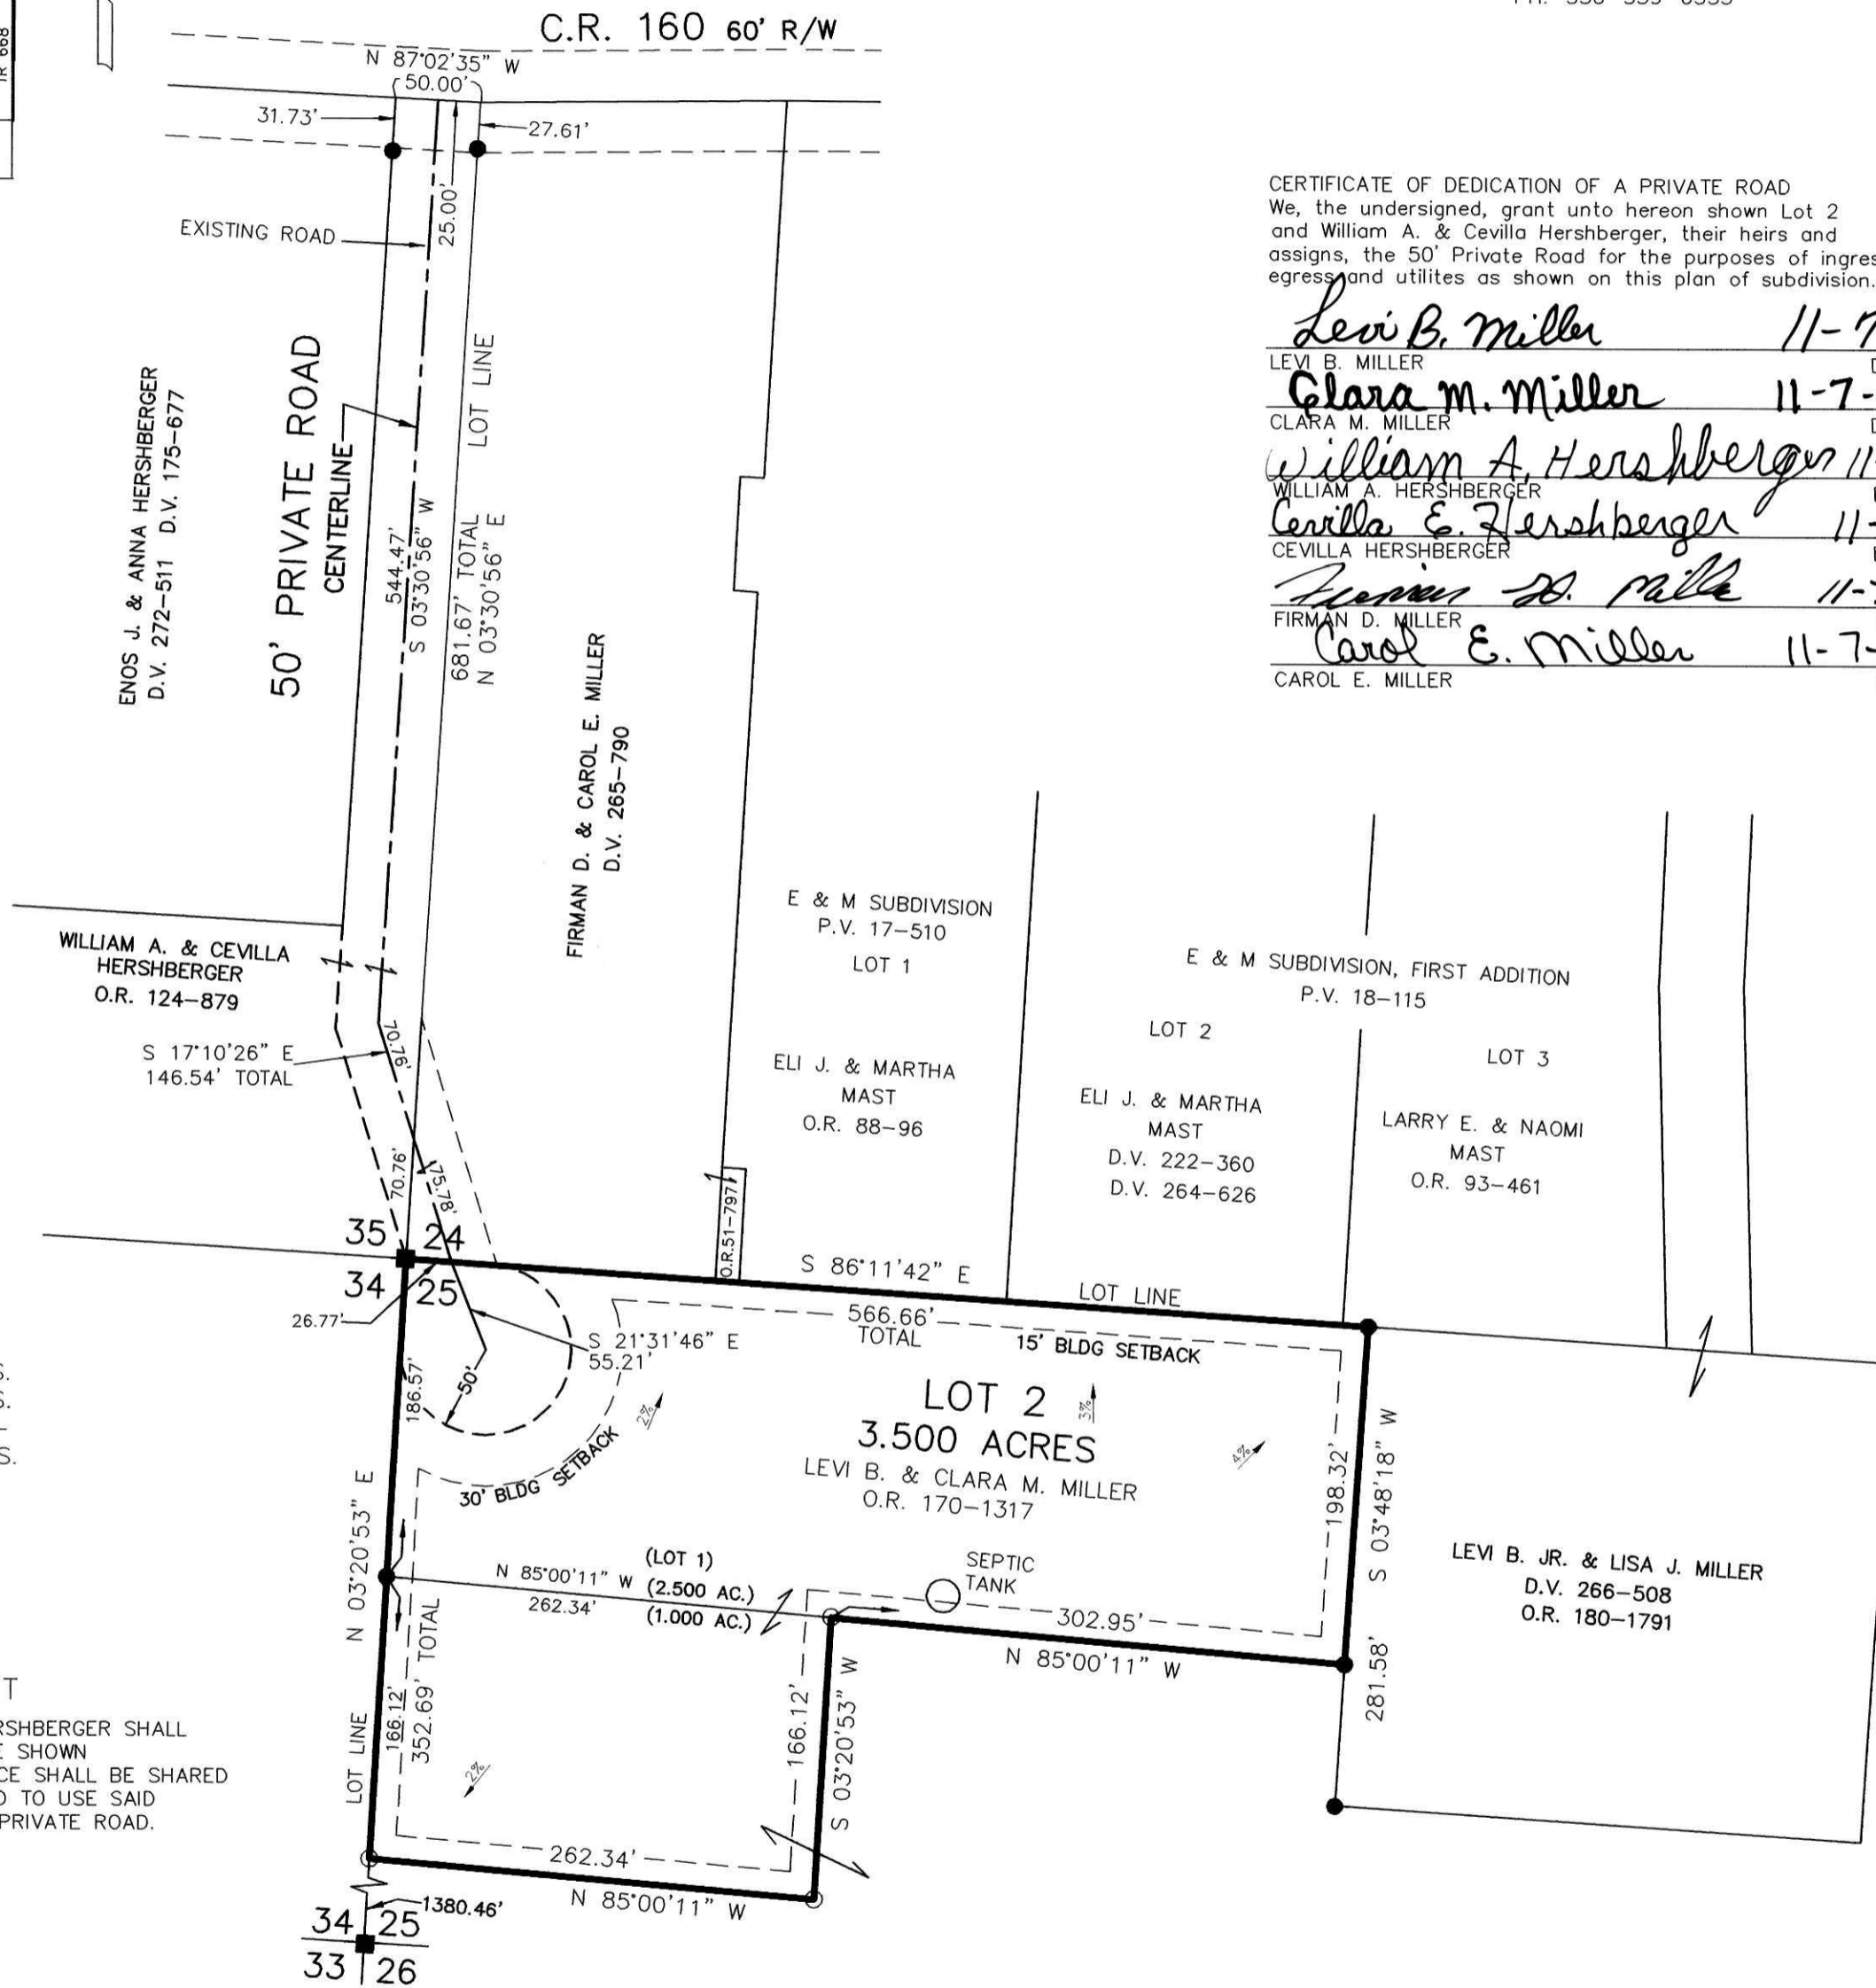 C.R. 160 60' R/W
N 87°02'35" W
50.00'
31.73'
27.61'
25.00'
EXISTING ROAD
CERTIFICATE OF DEDICATION OF A PRIVATE ROAD
We, the undersigned, grant unto hereon shown Lot 2
and William A. & Cevilla Hershberger, their heirs and
assigns, the 50' Private Road for the purposes of ingres
egress and utilites as shown on this plan of subdivision.
Levi B. Miller 11-7
LEVI B. MILLER
Clara M. Miller 11-7-
CLARA M. MILLER
William A. Hershberger 11
WILLIAM A. HERSHBERGER
Cevilla E. Hershberger 11-
CEVILLA HERSHBERGER
Firman D. Mille 11-7
FIRMAN D. MILLER
Carol E. Miller 11-7-
CAROL E. MILLER
ENOS J. & ANNA HERSHBERGER
D.V. 272-511 D.V. 175-677
50' PRIVATE ROAD
CENTERLINE
544.47'
S 03°30'56" W
LOT LINE
681.67' TOTAL
N 03°30'56" E
FIRMAN D. & CAROL E. MILLER
D.V. 265-790
WILLIAM A. & CEVILLA
HERSHBERGER
O.R. 124-879
S 17°10'26" E
146.54' TOTAL
70.76'
70.76'
75.78'
E & M SUBDIVISION
P.V. 17-510
LOT 1
ELI J. & MARTHA
MAST
O.R. 88-96
E & M SUBDIVISION, FIRST ADDITION
P.V. 18-115
LOT 2
ELI J. & MARTHA
MAST
D.V. 222-360
D.V. 264-626
LOT 3
LARRY E. & NAOMI
MAST
O.R. 93-461
O.R.51-797
35 24
34 25
26.77'
S 86°11'42" E
LOT LINE
566.66'
TOTAL
15' BLDG SETBACK
S 21°31'46" E
55.21'
50'
186.57'
2%
30' BLDG SETBACK
LOT 2
3%
3.500 ACRES
4%
LEVI B. & CLARA M. MILLER
O.R. 170-1317
198.32'
S 03°48'18" W
281.58'
LEVI B. JR. & LISA J. MILLER
D.V. 266-508
O.R. 180-1791
N 03°20'53" E
LOT LINE
N 85°00'11" W
262.34'
(LOT 1)
(2.500 AC.)
(1.000 AC.)
SEPTIC
TANK
302.95'
N 85°00'11" W
166.12'
352.69' TOTAL
2%
166.12'
S 03°20'53" W
262.34'
N 85°00'11" W
1380.46'
34 25
33 26
S.
T
RSHBERGER SHALL
E SHOWN
CE SHALL BE SHARED
D TO USE SAID
PRIVATE ROAD.